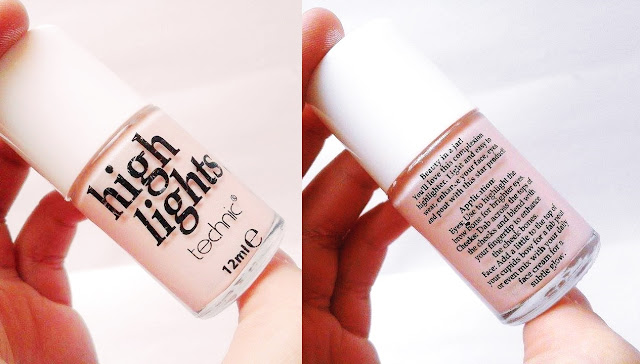 high
lights
technic®
12ml℮
Beauty in a jar!
You'll love this complexion
highlighter. Light and easy to
wear, enhance your face, eyes
and pout with this star product
Application:
Eyes: Use to highlight the
brow bone for brighter eyes.
Cheeks: Dab across the tops of
the cheeks and blend with
your fingertip to enhance
the cheek bones.
Face: Add a little to the top of
your cupids bow for a full pout
or even mix with your daily
face cream for a
subtle glow.